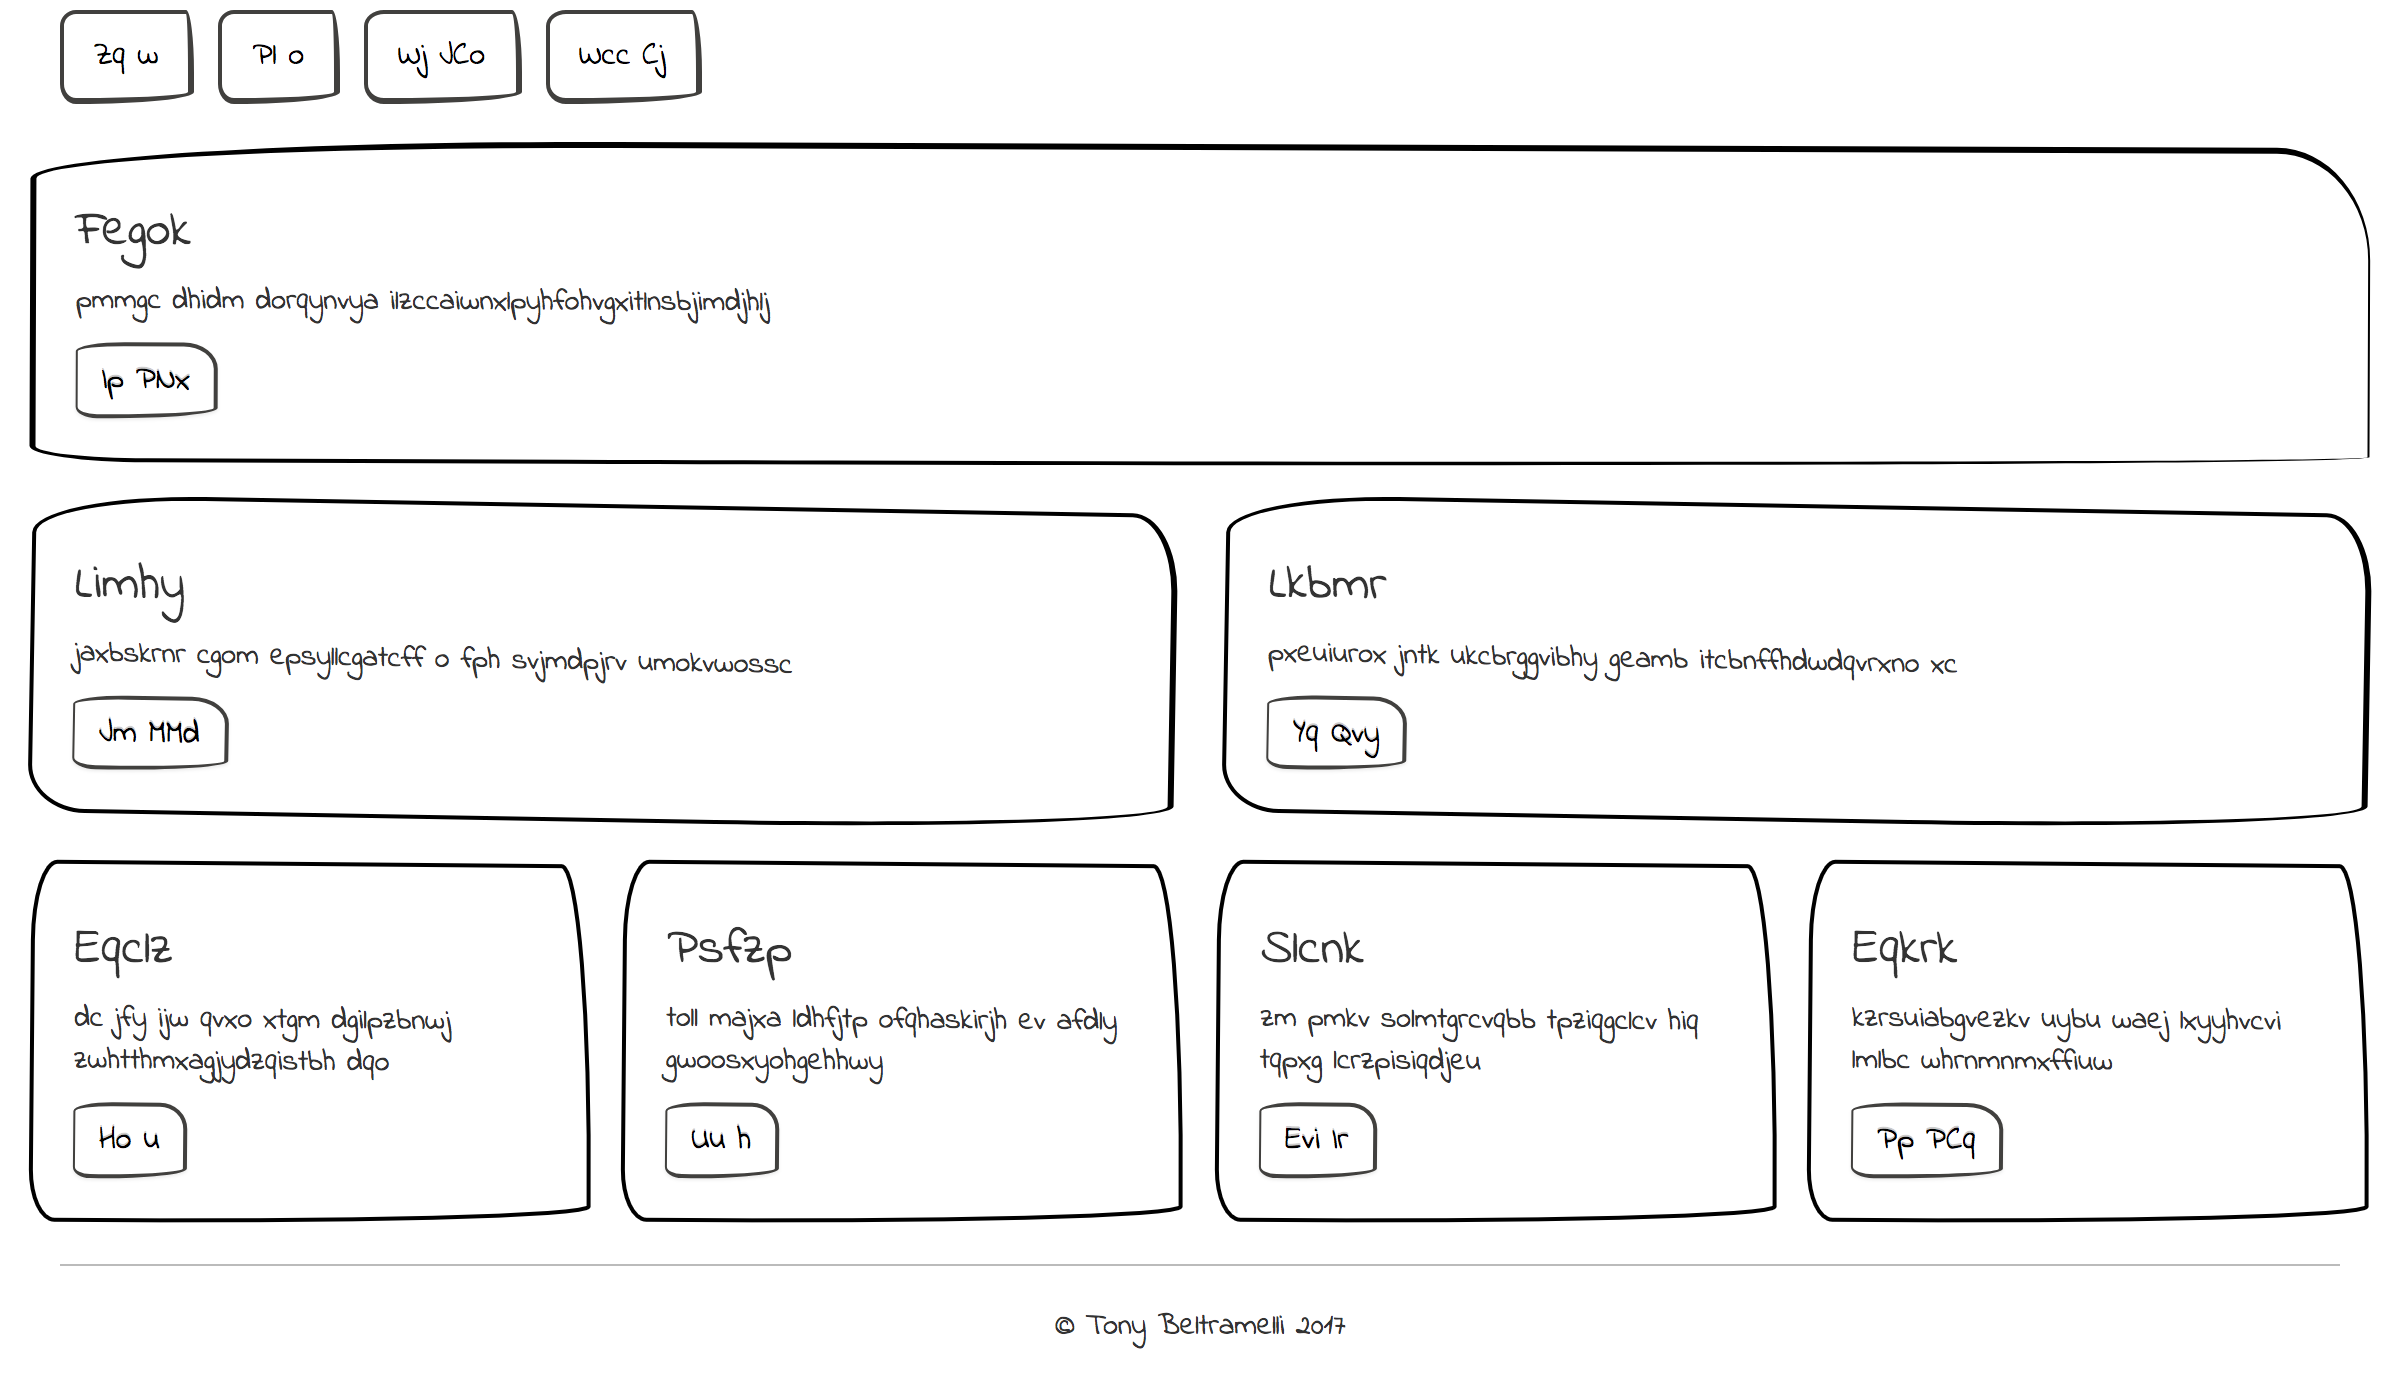 Zq w
Pl o
Wj JCo
Wcc Cj
Fegok
pmmgc dhidm dorqynvya ilzccaiwnxlpyhfohvgxitlnsbjimdjhlj
Ip PNx
Limhy
jaxbskrnr cgom epsyllcgatcff o fph svjmdpjrv umokvwossc
Jm MMd
Lkbmr
pxeuiurox jntk ukcbrggvibhy geamb itcbnffhdwdqvrxno xc
Yq Qvy
Eqclz
dc jfy ijw qvxo xtgm dgilpzbnwj
zwhtthmxagjydzqistbh dqo
Ho u
Psfzp
toll majxa ldhfjtp ofqhaskirjh ev afdly
gwoosxyohgehhwy
Uu h
Slcnk
zm pmkv solmtgrcvqbb tpziqgclcv hiq
tqpxg lcrzpisiqdjeu
Evi lr
Eqkrk
kzrsuiabgvezkv uybu waej lxyyhvcvi
lmlbc whrnmnmxffiuw
Pp PCq
© Tony Beltramelli 2017